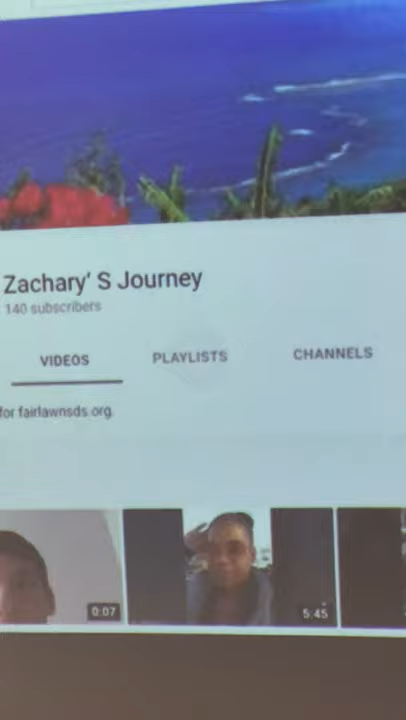 Zachary' S Journey
140 subscribers
VIDEOS PLAYLISTS CHANNELS
for fairlawnsds.org.
0:07 5:45